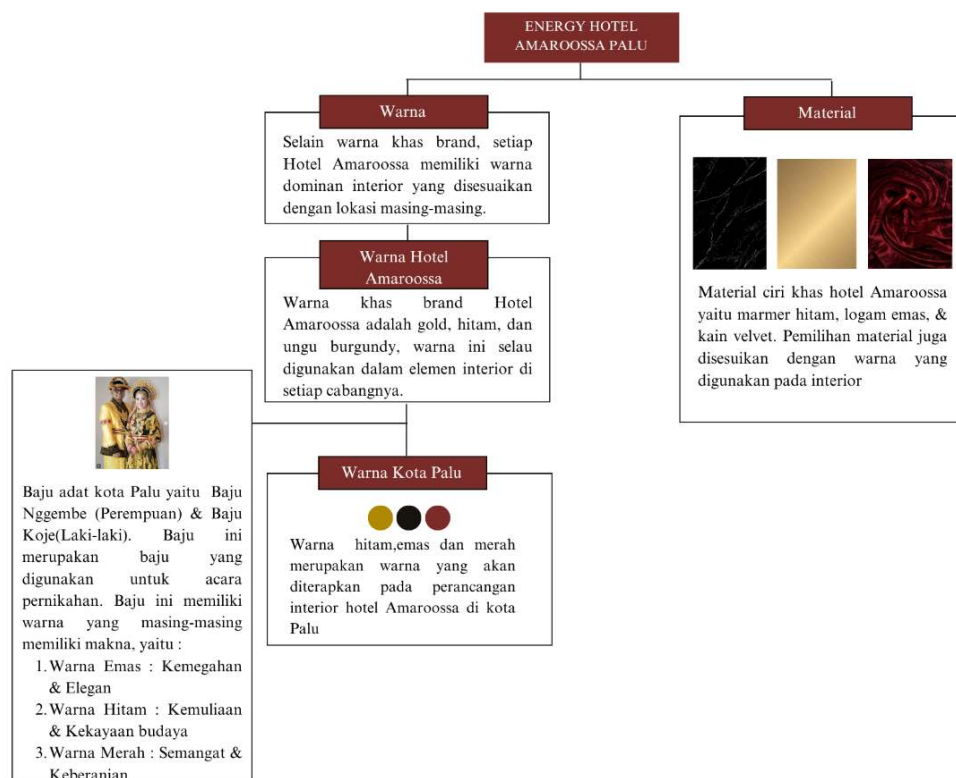 ENERGY HOTEL
AMAROOSSA PALU
Warna
Selain warna khas brand, setiap
Hotel Amaroossa memiliki warna
dominan interior yang disesuaikan
dengan lokasi masing-masing.
Warna Hotel
Amaroossa
Warna khas brand Hotel
Amaroossa adalah gold, hitam, dan
ungu burgundy, warna ini selau
digunakan dalam elemen interior di
setiap cabangnya.
Baju adat kota Palu yaitu Baju
Nggembe (Perempuan) & Baju
Koje(Laki-laki). Baju ini
merupakan baju yang
digunakan untuk acara
pernikahan. Baju ini memiliki
warna yang masing-masing
memiliki makna, yaitu :
1. Warna Emas : Kemegahan
& Elegan
2. Warna Hitam : Kemuliaan
& Kekayaan budaya
3. Warna Merah : Semangat &
Keberanian
Warna Kota Palu
Warna hitam,emas dan merah
merupakan warna yang akan
diterapkan pada perancangan
interior hotel Amaroossa di kota
Palu
Material
Material ciri khas hotel Amaroossa
yaitu marmer hitam, logam emas, &
kain velvet. Pemilihan material juga
disesuikan dengan warna yang
digunakan pada interior